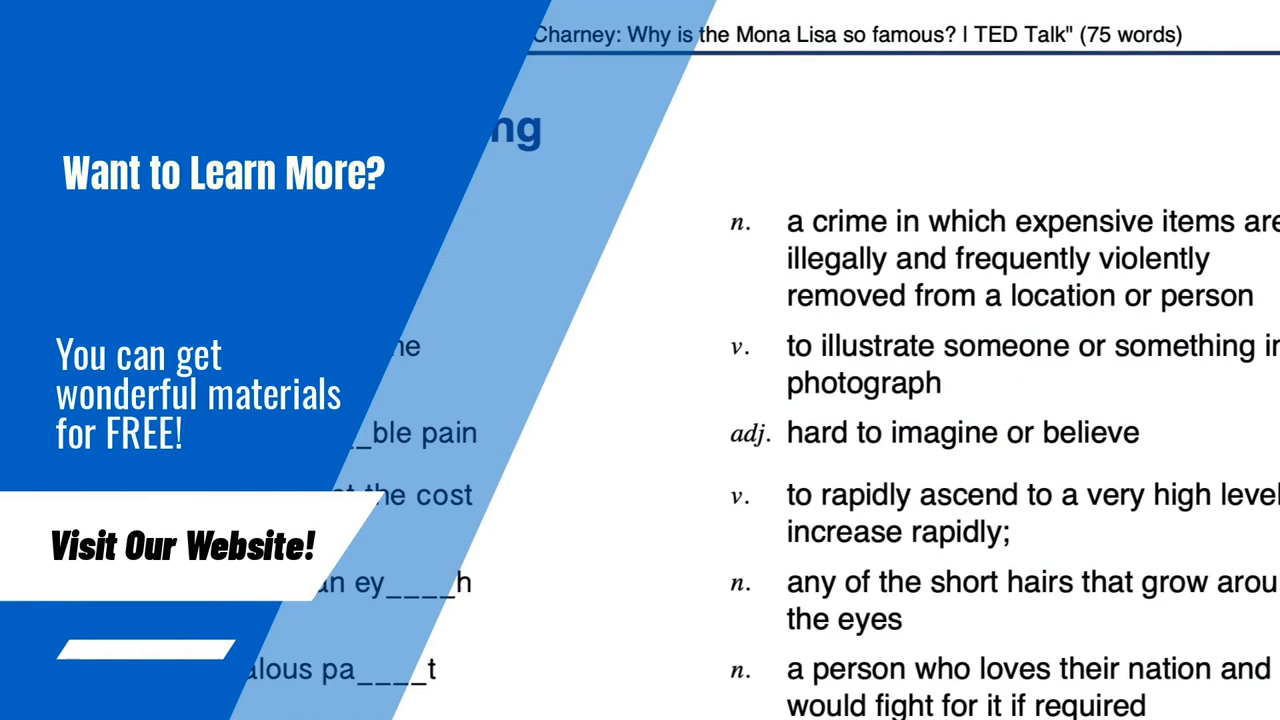 Charney: Why is the Mona Lisa so famous? | TED Talk" (75 words)
ng
Want to Learn More?
You can get
wonderful materials
for FREE!
Visit Our Website!
n. a crime in which expensive items are
illegally and frequently violently
removed from a location or person
he v. to illustrate someone or something in
photograph
_ble pain adj. hard to imagine or believe
the cost v. to rapidly ascend to a very high level
increase rapidly;
an ey____h n. any of the short hairs that grow arou
the eyes
alous pa____t n. a person who loves their nation and
would fight for it if required